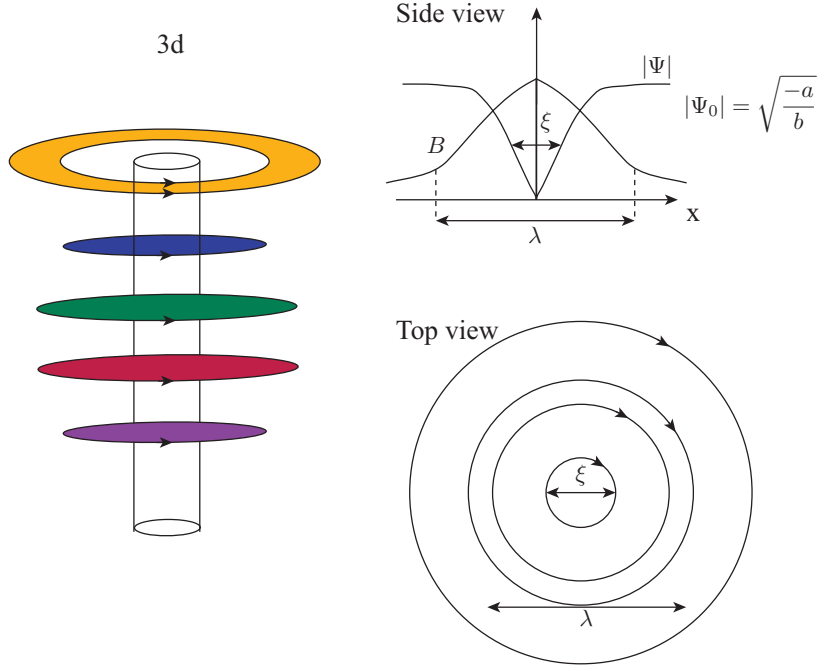 3d
Side view
|Ψ|
|Ψ₀| = √(-a/b)
B
ξ
x
λ
Top view
ξ
λ